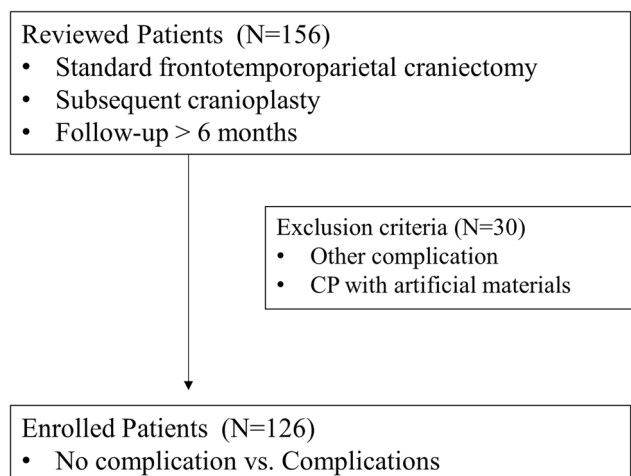 Reviewed Patients (N=156)
• Standard frontotemporoparietal craniectomy
• Subsequent cranioplasty
• Follow-up > 6 months
Exclusion criteria (N=30)
• Other complication
• CP with artificial materials
Enrolled Patients (N=126)
• No complication vs. Complications